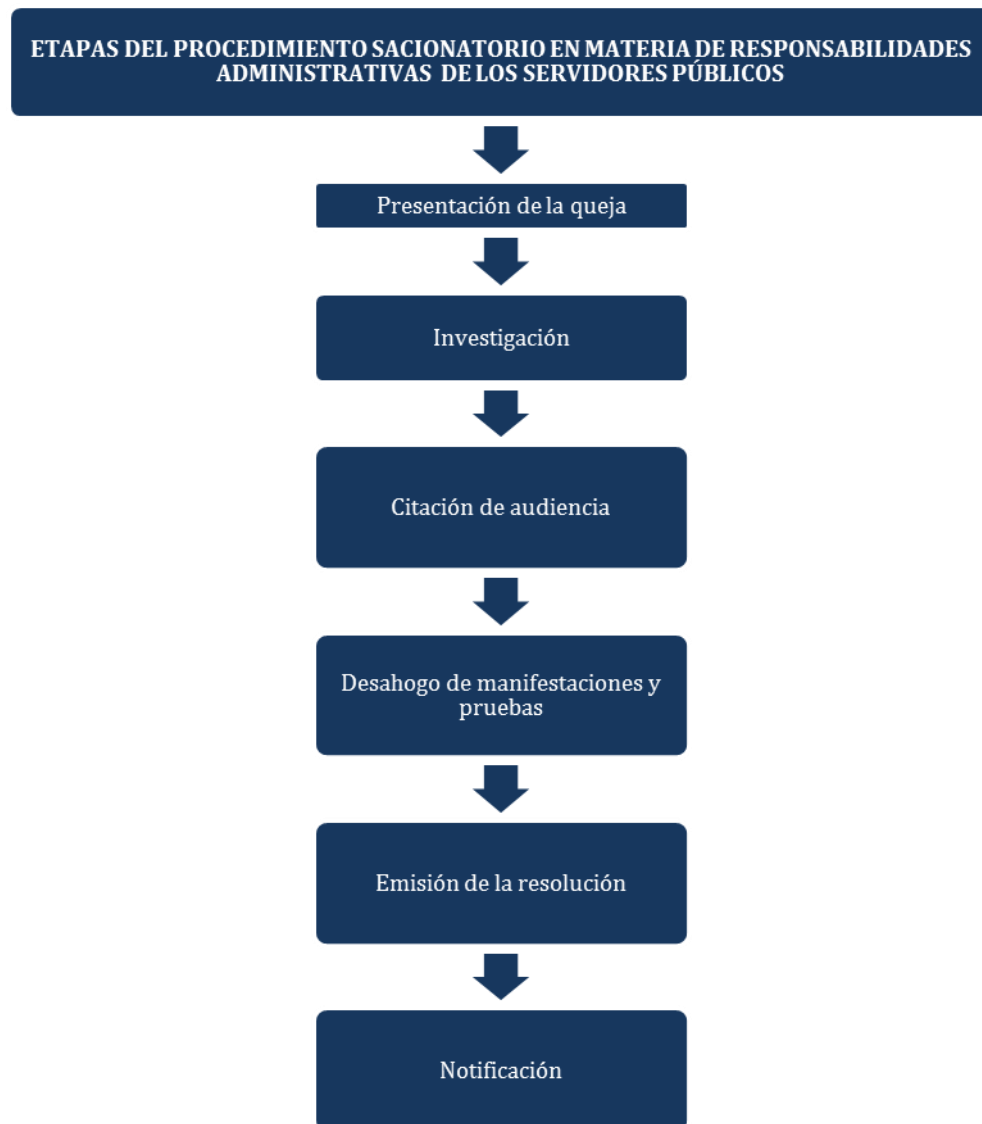 ETAPAS DEL PROCEDIMIENTO SACIONATORIO EN MATERIA DE RESPONSABILIDADES
ADMINISTRATIVAS DE LOS SERVIDORES PÚBLICOS
Presentación de la queja
Investigación
Citación de audiencia
Desahogo de manifestaciones y
pruebas
Emisión de la resolución
Notificación